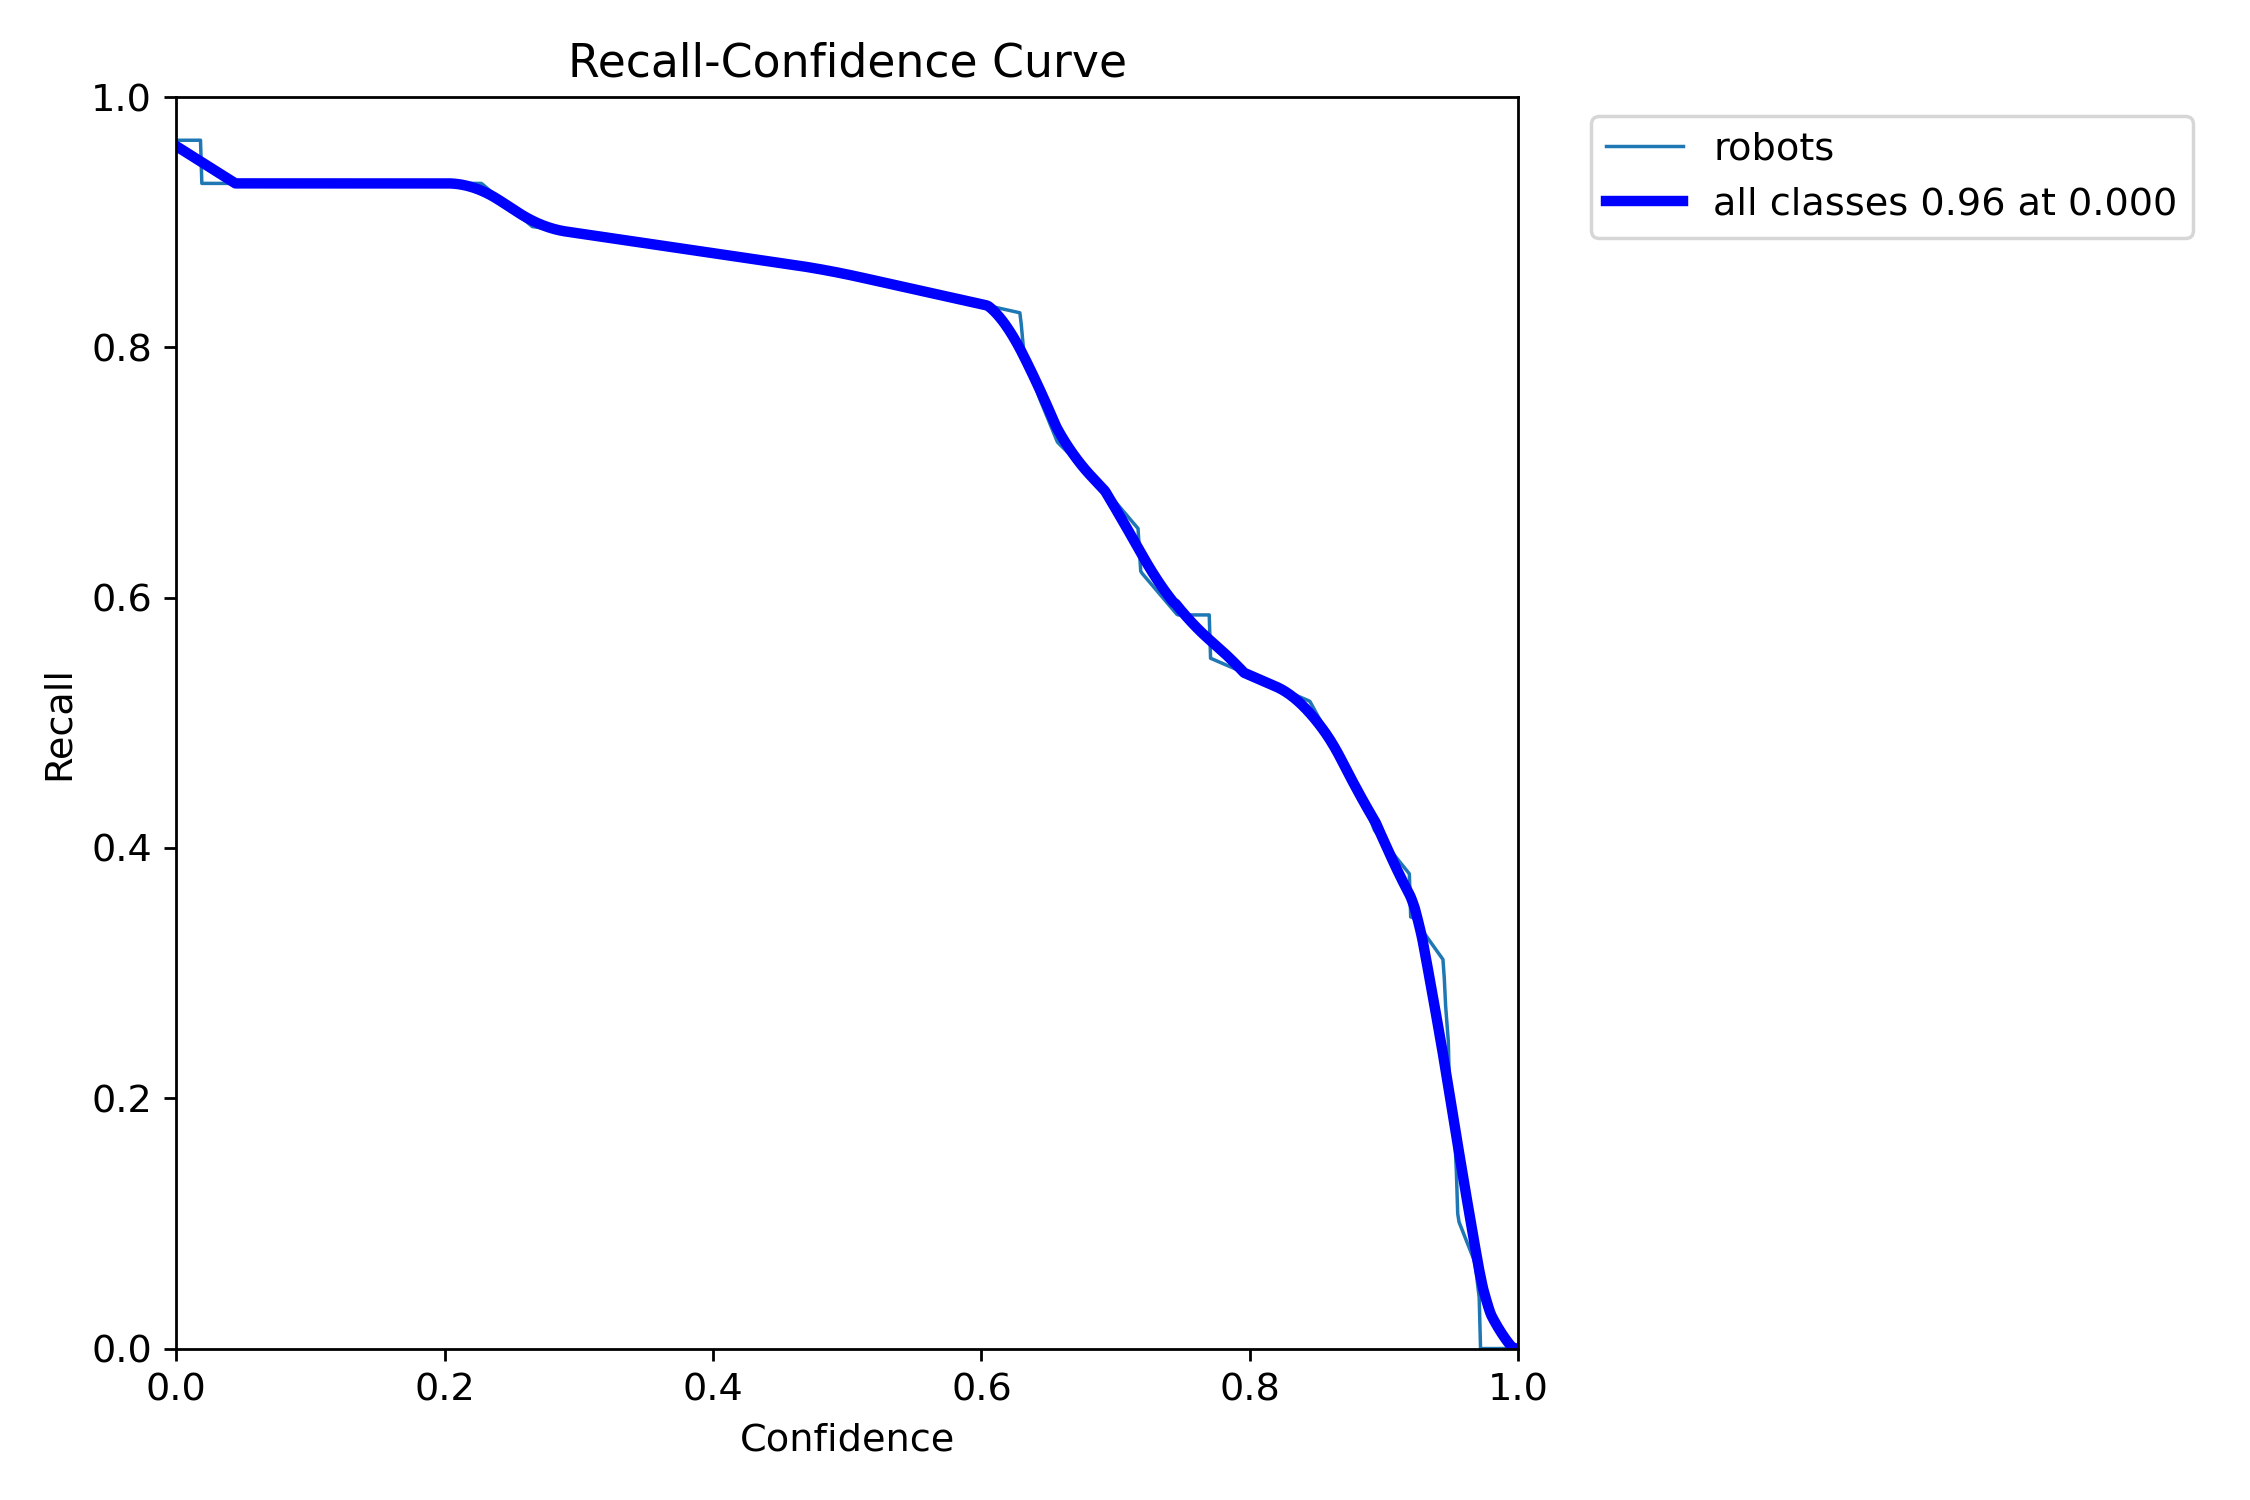 Recall-Confidence Curve
robots
all classes 0.96 at 0.000
Recall
1.0
0.8
0.6
0.4
0.2
0.0
0.0 0.2 0.4 0.6 0.8 1.0
Confidence